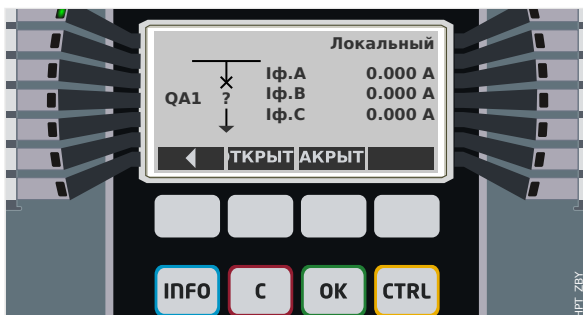 Локальный
Iф.A 0.000 A
QA1 ? Iф.B 0.000 A
Iф.C 0.000 A
ТКРЫТ АКРЫТ
INFO C OK CTRL